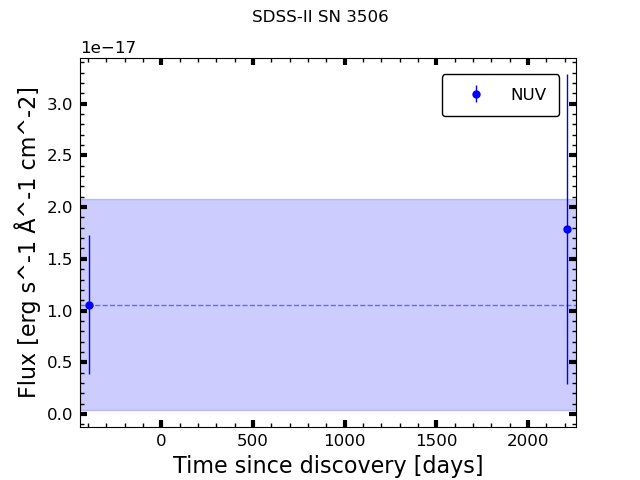 SDSS-II SN 3506
1e−17
NUV
3.0
2.5
2.0
1.5
1.0
0.5
0.0
Flux [erg s^-1 Å^-1 cm^-2]
0 500 1000 1500 2000
Time since discovery [days]